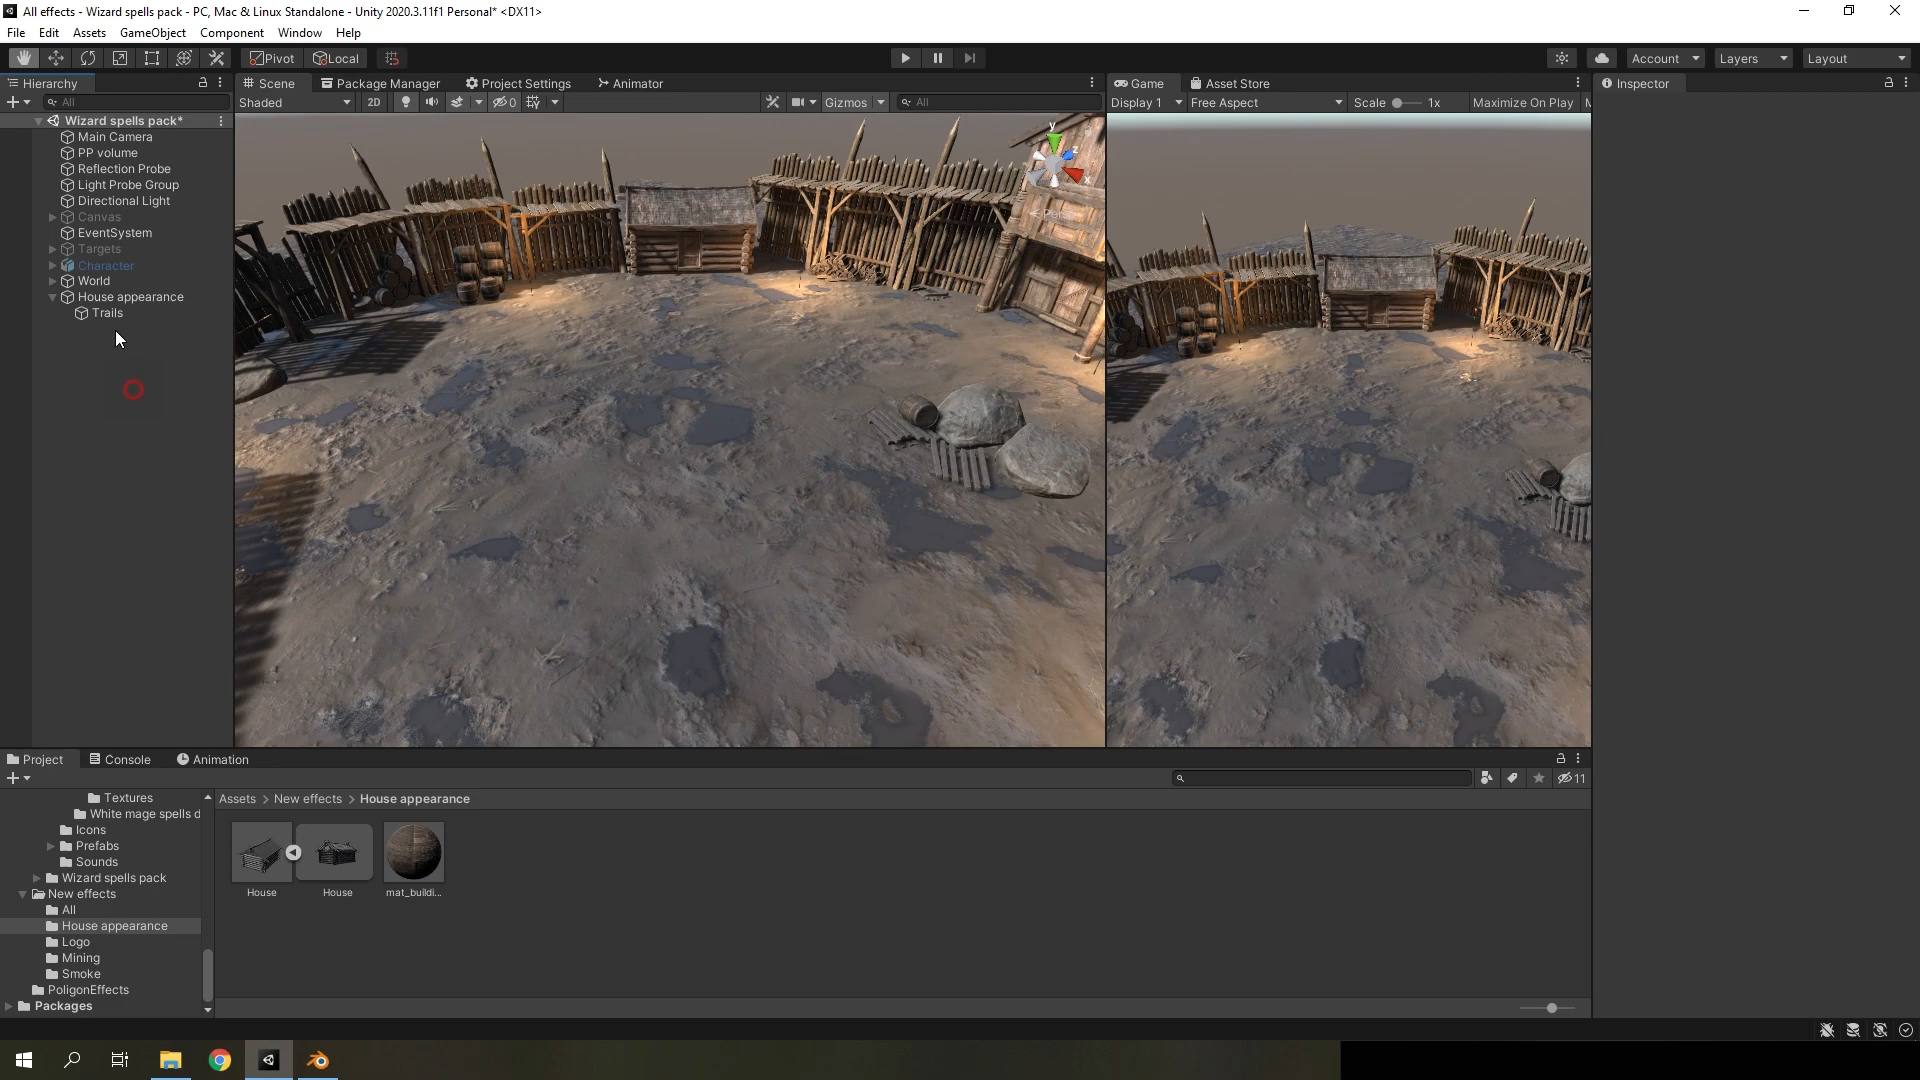 All effects - Wizard spells pack - PC, Mac & Linux Standalone - Unity 2020.3.11f1 Personal* <DX11>
File Edit Assets GameObject Component Window Help
Pivot Local Account Layers Layout
Hierarchy Scene Package Manager Project Settings Animator Game Asset Store Inspector
All Shaded 2D 0 Gizmos All Display 1 Free Aspect Scale 1x Maximize On Play
Wizard spells pack*
Main Camera
PP volume
Reflection Probe
Light Probe Group
Directional Light
Canvas
EventSystem
Targets
Character
World
House appearance
Trails
y
z
x
< Persp
Project Console Animation
11
Textures
White mage spells d
Icons
Prefabs
Sounds
Wizard spells pack
New effects
All
House appearance
Logo
Mining
Smoke
PoligonEffects
Packages
Assets > New effects > House appearance
House House mat_buildi...